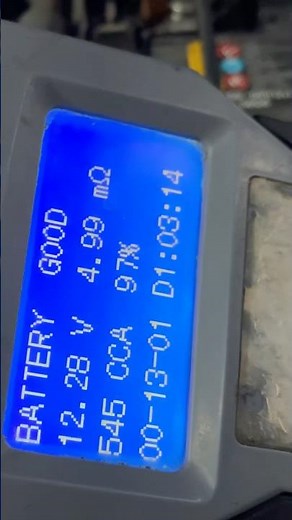 BATTERY GOOD
12.28 V 4.99 mΩ
545 CCA 97%
00-13-01 D1:03:14